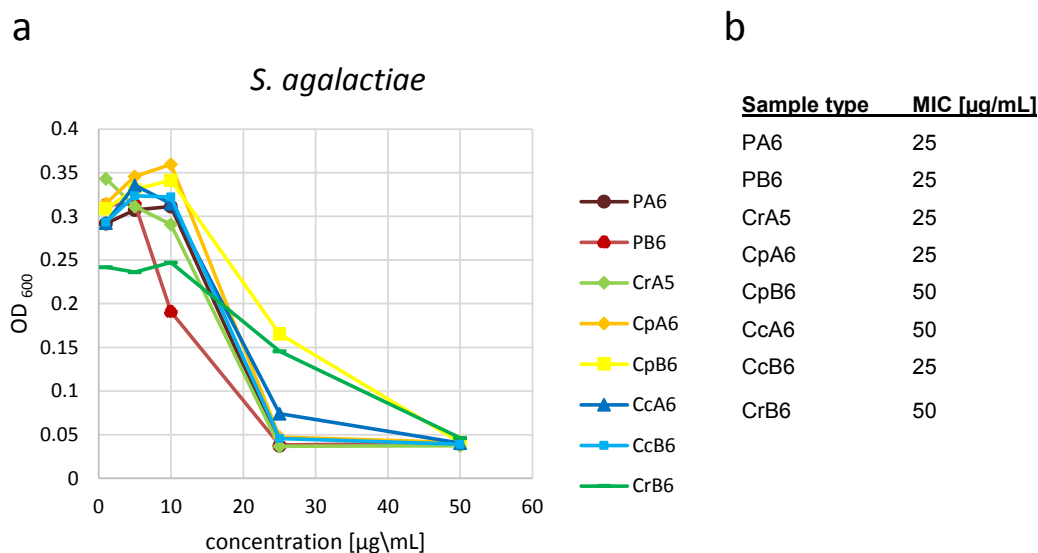 a
b
S. agalactiae
Sample type MIC [µg/mL]
PA6 25
PB6 25
CrA5 25
CpA6 25
CpB6 50
CcA6 50
CcB6 25
CrB6 50
0.4
0.35
0.3
0.25
0.2
0.15
0.1
0.05
0
OD 600
0 10 20 30 40 50 60
concentration [µg\mL]
PA6
PB6
CrA5
CpA6
CpB6
CcA6
CcB6
CrB6